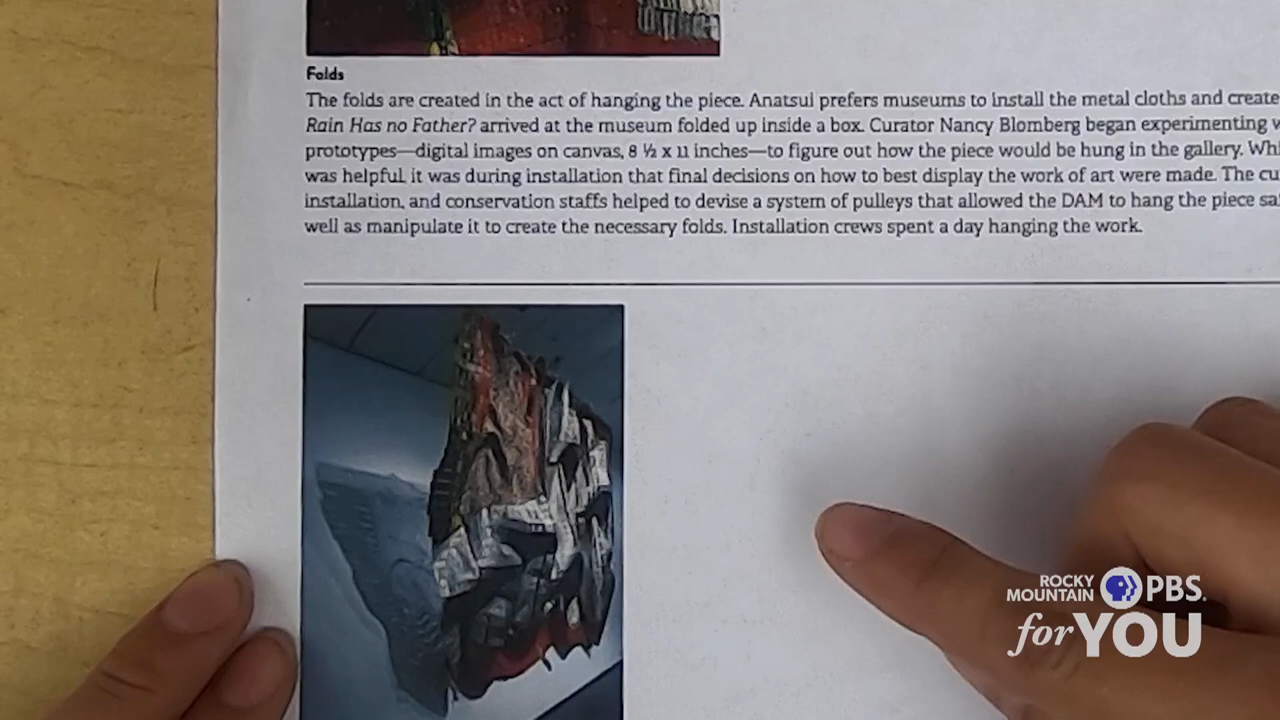 Folds
The folds are created in the act of hanging the piece. Anatsui prefers museums to install the metal cloths and create
Rain Has no Father? arrived at the museum folded up inside a box. Curator Nancy Blomberg began experimenting
prototypes—digital images on canvas, 8 ½ x 11 inches—to figure out how the piece would be hung in the gallery.
was helpful, it was during installation that final decisions on how to best display the work of art were made. The
installation, and conservation staffs helped to devise a system of pulleys that allowed the DAM to hang the piece
well as manipulate it to create the necessary folds. Installation crews spent a day hanging the work.
ROCKY
MOUNTAIN PBS.
for YOU